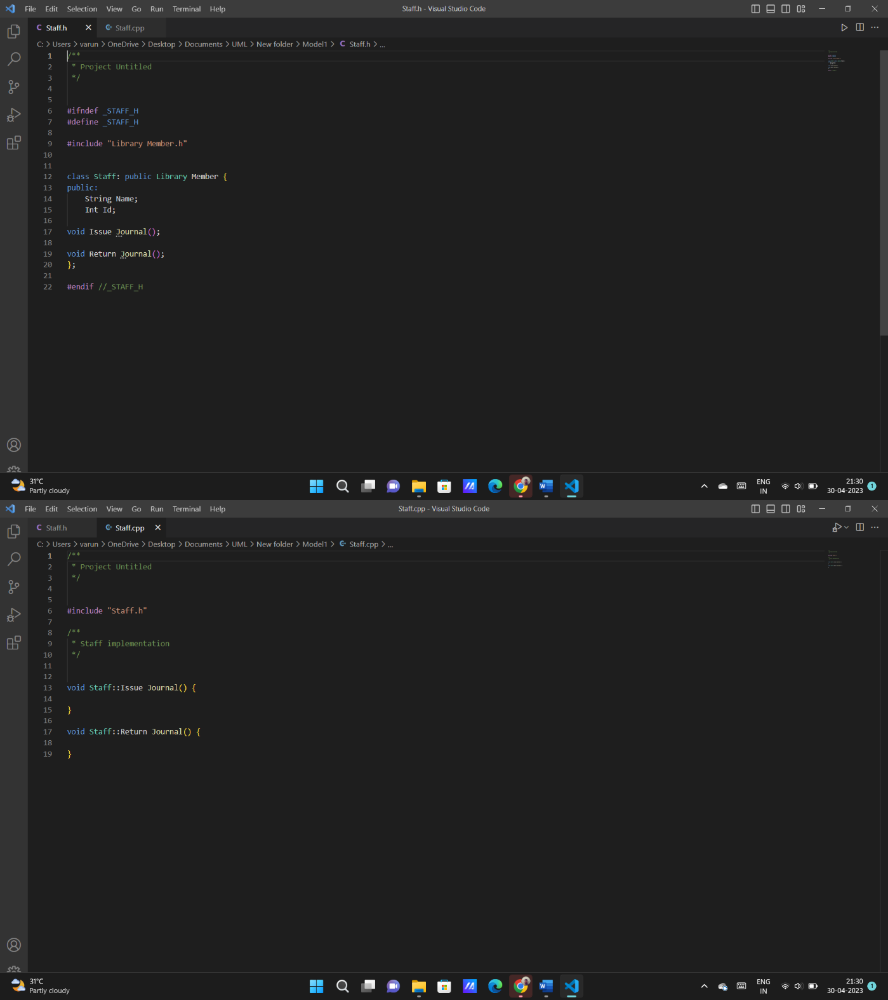 File Edit Selection View Go Run Terminal Help
Staff.h - Visual Studio Code
Staff.h
Staff.cpp
C: > Users > varun > OneDrive > Desktop > Documents > UML > New folder > Model1 > C Staff.h > ...
1 /**
2 * Project Untitled
3 */
4
5
6 #ifndef _STAFF_H
7 #define _STAFF_H
8
9 #include "Library Member.h"
10
11
12 class Staff: public Library Member {
13 public:
14 String Name;
15 Int Id;
16
17 void Issue Journal();
18
19 void Return Journal();
20 };
21
22 #endif //_STAFF_H
31°C
Partly cloudy
ENG
IN
21:30
30-04-2023
1
File Edit Selection View Go Run Terminal Help
Staff.cpp - Visual Studio Code
Staff.h
Staff.cpp
C: > Users > varun > OneDrive > Desktop > Documents > UML > New folder > Model1 > Staff.cpp > ...
1 /**
2 * Project Untitled
3 */
4
5
6 #include "Staff.h"
7
8 /**
9 * Staff implementation
10 */
11
12
13 void Staff::Issue Journal() {
14
15 }
16
17 void Staff::Return Journal() {
18
19 }
31°C
Partly cloudy
ENG
IN
21:30
30-04-2023
1